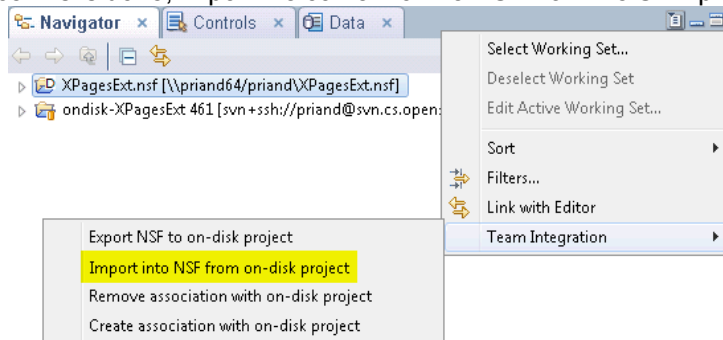 Navigator
Controls
Data
XPagesExt.nsf [\\priand64/priand\XPagesExt.nsf]
ondisk-XPagesExt 461 [svn+ssh://priand@svn.cs.opens
Select Working Set...
Deselect Working Set
Edit Active Working Set...
Sort
Filters...
Link with Editor
Team Integration
Export NSF to on-disk project
Import into NSF from on-disk project
Remove association with on-disk project
Create association with on-disk project